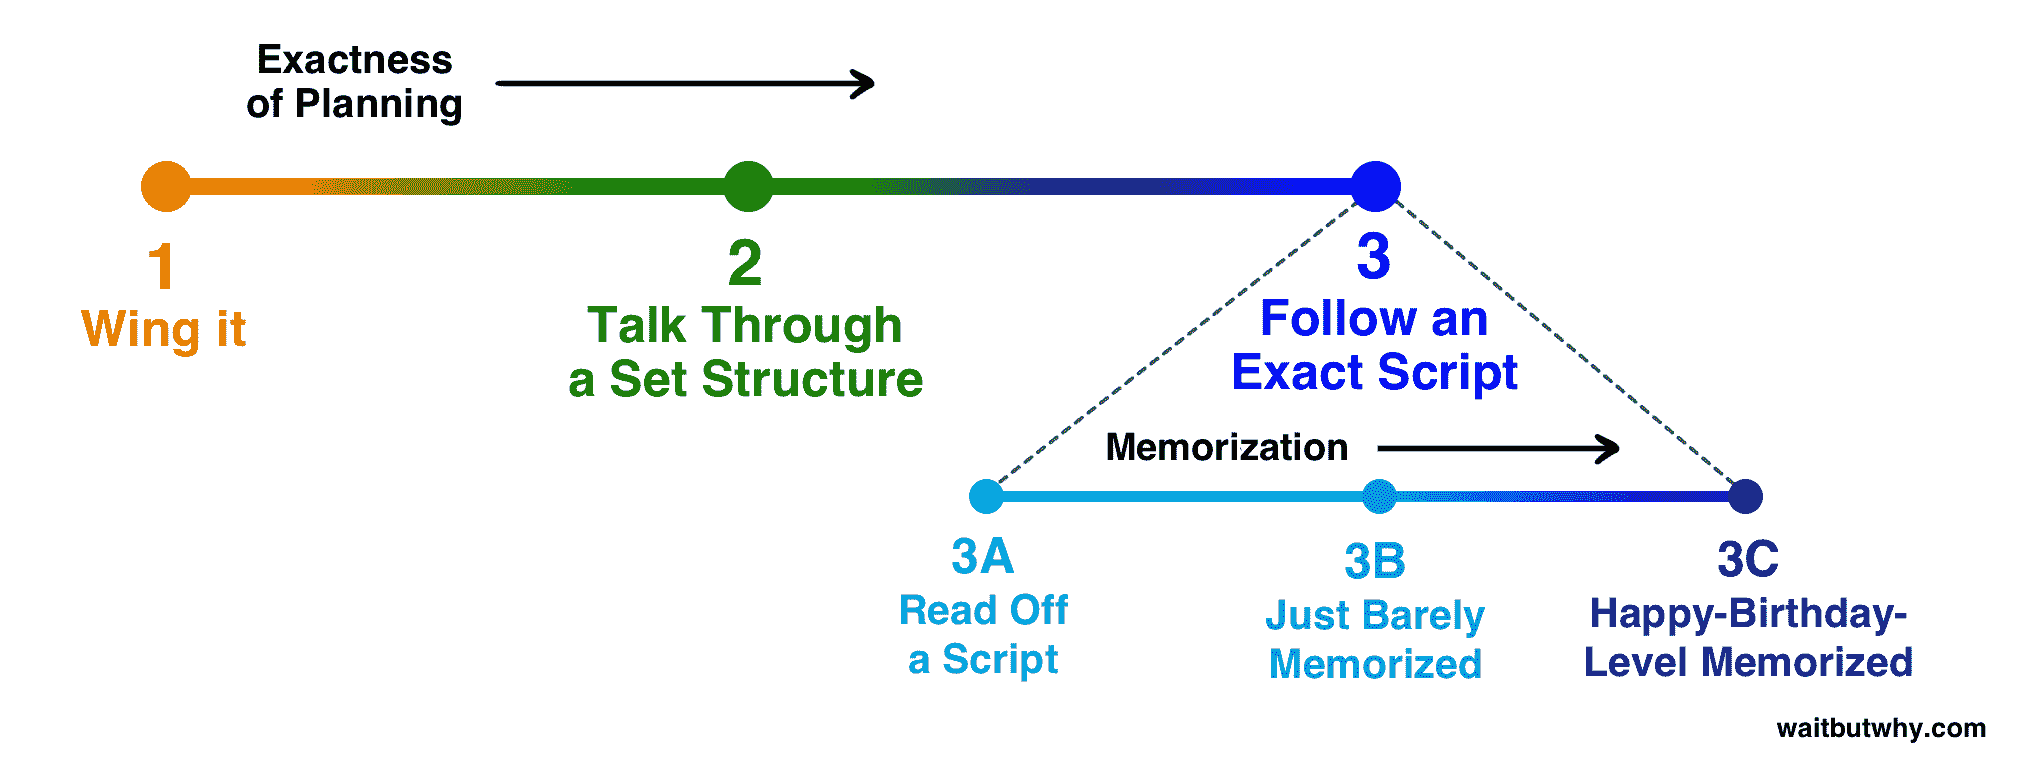 Exactness
of Planning
1
Wing it
2
Talk Through
a Set Structure
3
Follow an
Exact Script
Memorization
3A
Read Off
a Script
3B
Just Barely
Memorized
3C
Happy-Birthday-
Level Memorized
waitbutwhy.com